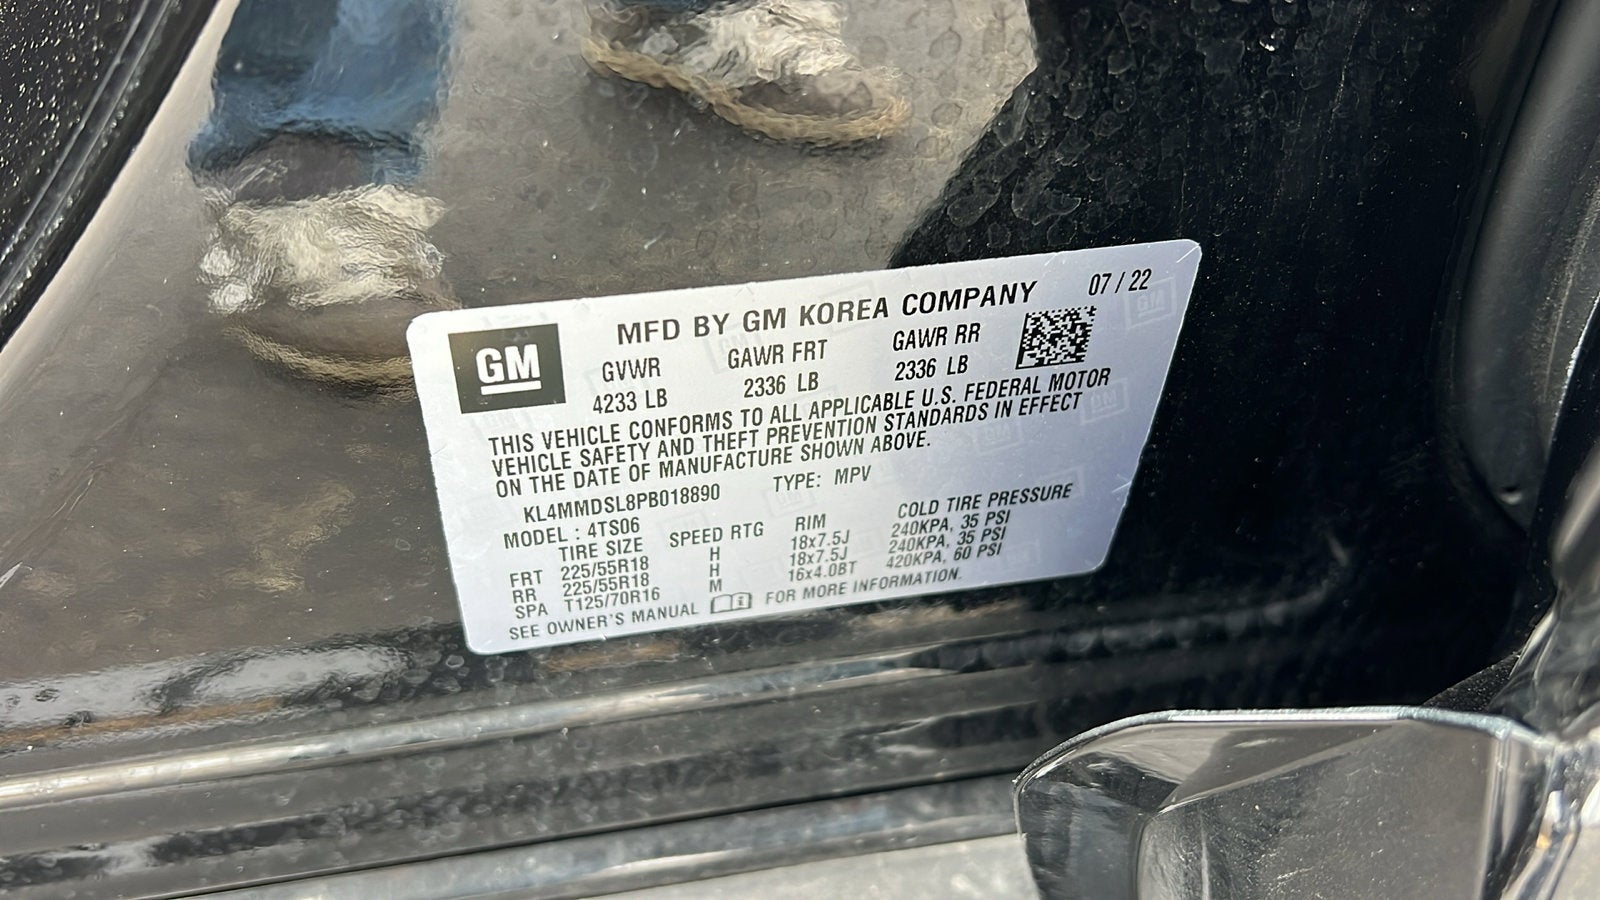 GM
MFD BY GM KOREA COMPANY 07 / 22
GVWR GAWR FRT GAWR RR
4233 LB 2336 LB 2336 LB
THIS VEHICLE CONFORMS TO ALL APPLICABLE U.S. FEDERAL MOTOR
VEHICLE SAFETY AND THEFT PREVENTION STANDARDS IN EFFECT
ON THE DATE OF MANUFACTURE SHOWN ABOVE.
KL4MMDSL8PB018890 TYPE: MPV
MODEL : 4TS06
TIRE SIZE SPEED RTG RIM COLD TIRE PRESSURE
FRT 225/55R18 H 18x7.5J 240KPA, 35 PSI
RR 225/55R18 H 18x7.5J 240KPA, 35 PSI
SPA T125/70R16 M 16x4.0BT 420KPA, 60 PSI
SEE OWNER'S MANUAL FOR MORE INFORMATION.